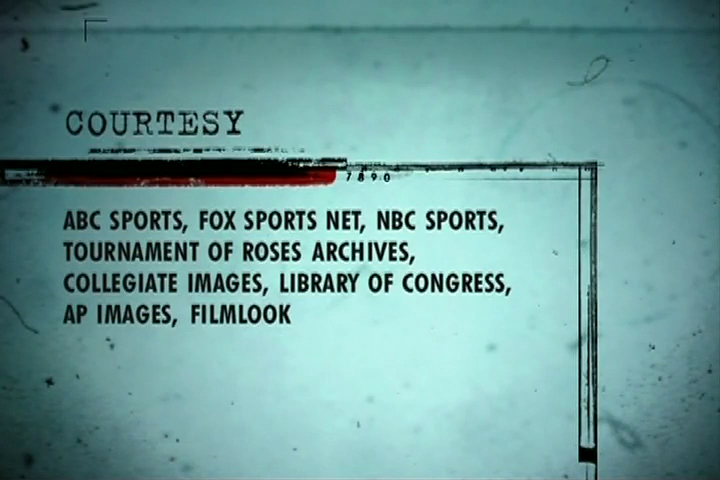 COURTESY
7890
ABC SPORTS, FOX SPORTS NET, NBC SPORTS,
TOURNAMENT OF ROSES ARCHIVES,
COLLEGIATE IMAGES, LIBRARY OF CONGRESS,
AP IMAGES, FILMLOOK